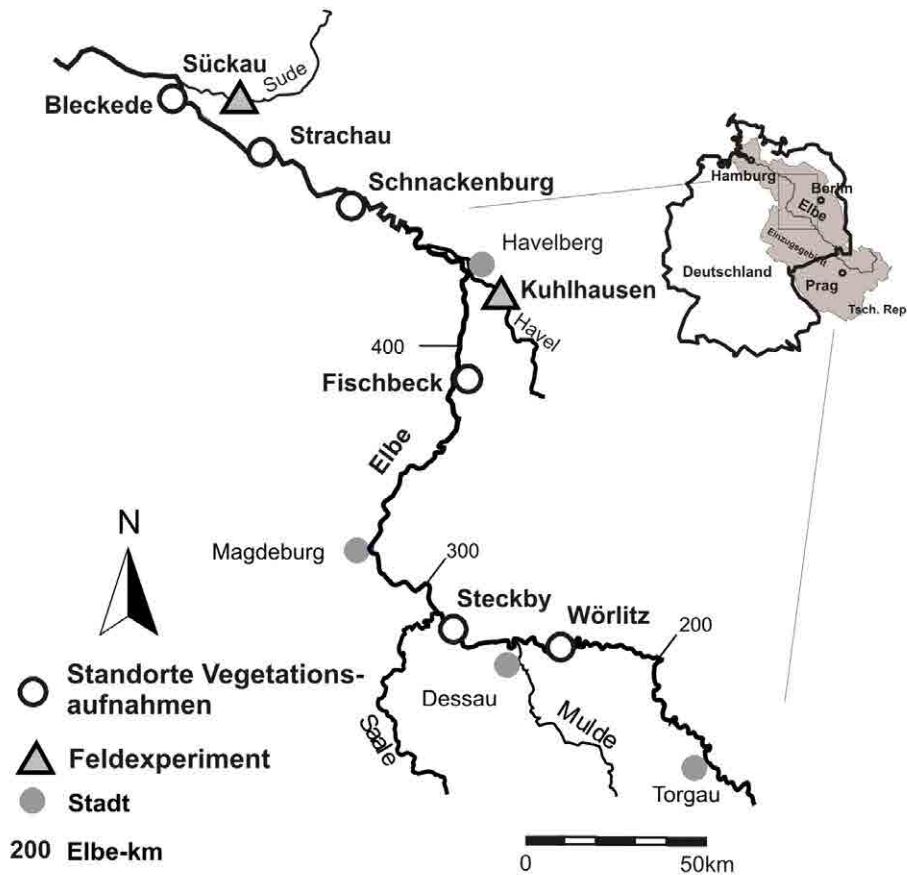 Sückau
Sude
Bleckede
Strachau
Schnackenburg
Havelberg
Kuhlhausen
Havel
400
Fischbeck
Elbe
Hamburg
Berlin
Elbe
Einzugsgebiet
Deutschland
Prag
Tsch. Rep
N
Magdeburg
300
Steckby
Wörlitz
200
Dessau
Mulde
Saale
Torgau
Standorte Vegetations-
aufnahmen
Feldexperiment
Stadt
200 Elbe-km
0 50km